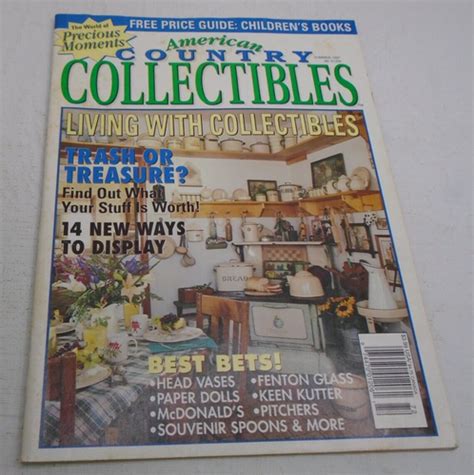 FREE PRICE GUIDE: CHILDREN'S BOOKS
The World of
Precious
Moments
American
COUNTRY
COLLECTIBLES
LIVING WITH COLLECTIBLES
TRASH OR
TREASURE?
Find Out What
Your Stuff Is Worth!
14 NEW WAYS
TO DISPLAY
BREAD
BEST BETS!
•HEAD VASES •FENTON GLASS
•PAPER DOLLS •KEEN KUTTER
•McDONALD'S •PITCHERS
•SOUVENIR SPOONS & MORE